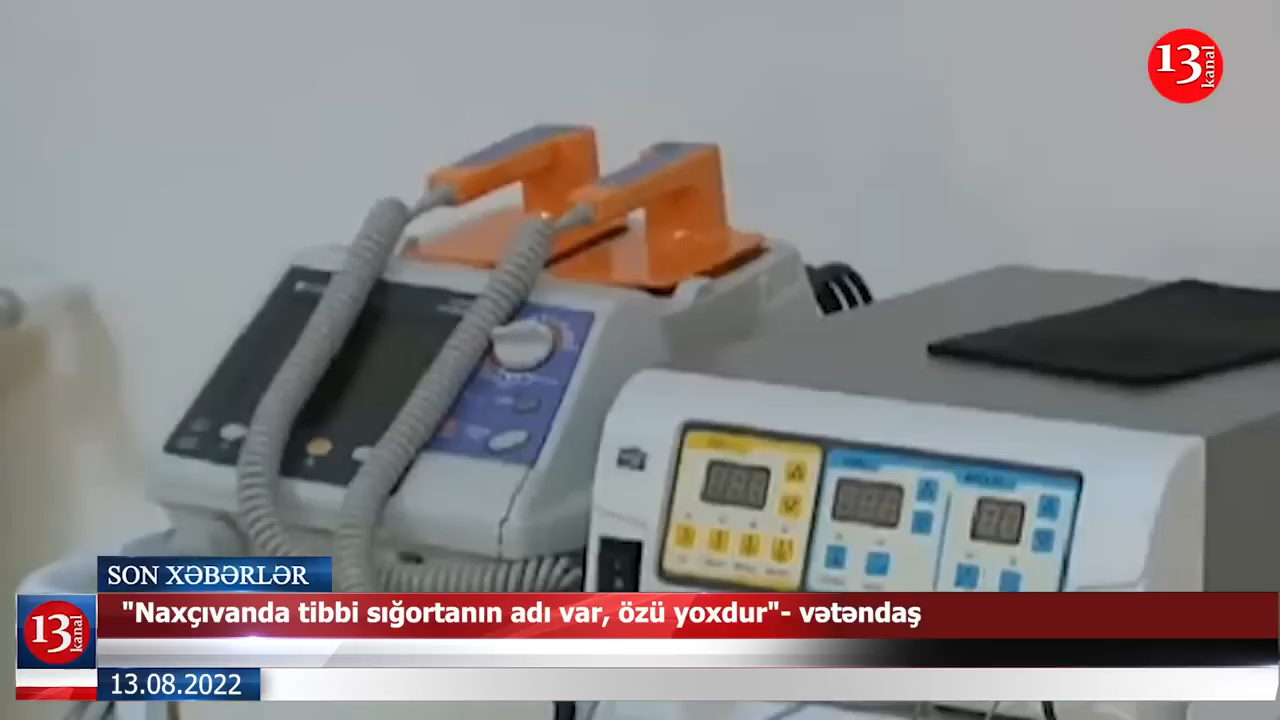 13 kanal
SON XƏBƏRLƏR
"Naxçıvanda tibbi sığortanın adı var, özü yoxdur"- vətəndaş
13 kanal
13.08.2022